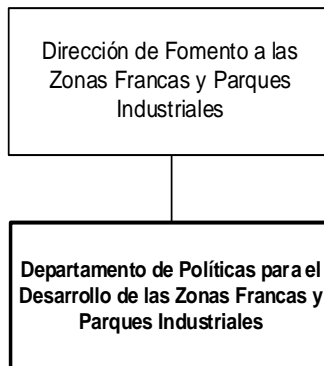 Dirección de Fomento a las
Zonas Francas y Parques
Industriales
Departamento de Políticas para el
Desarrollo de las Zonas Francas y
Parques Industriales